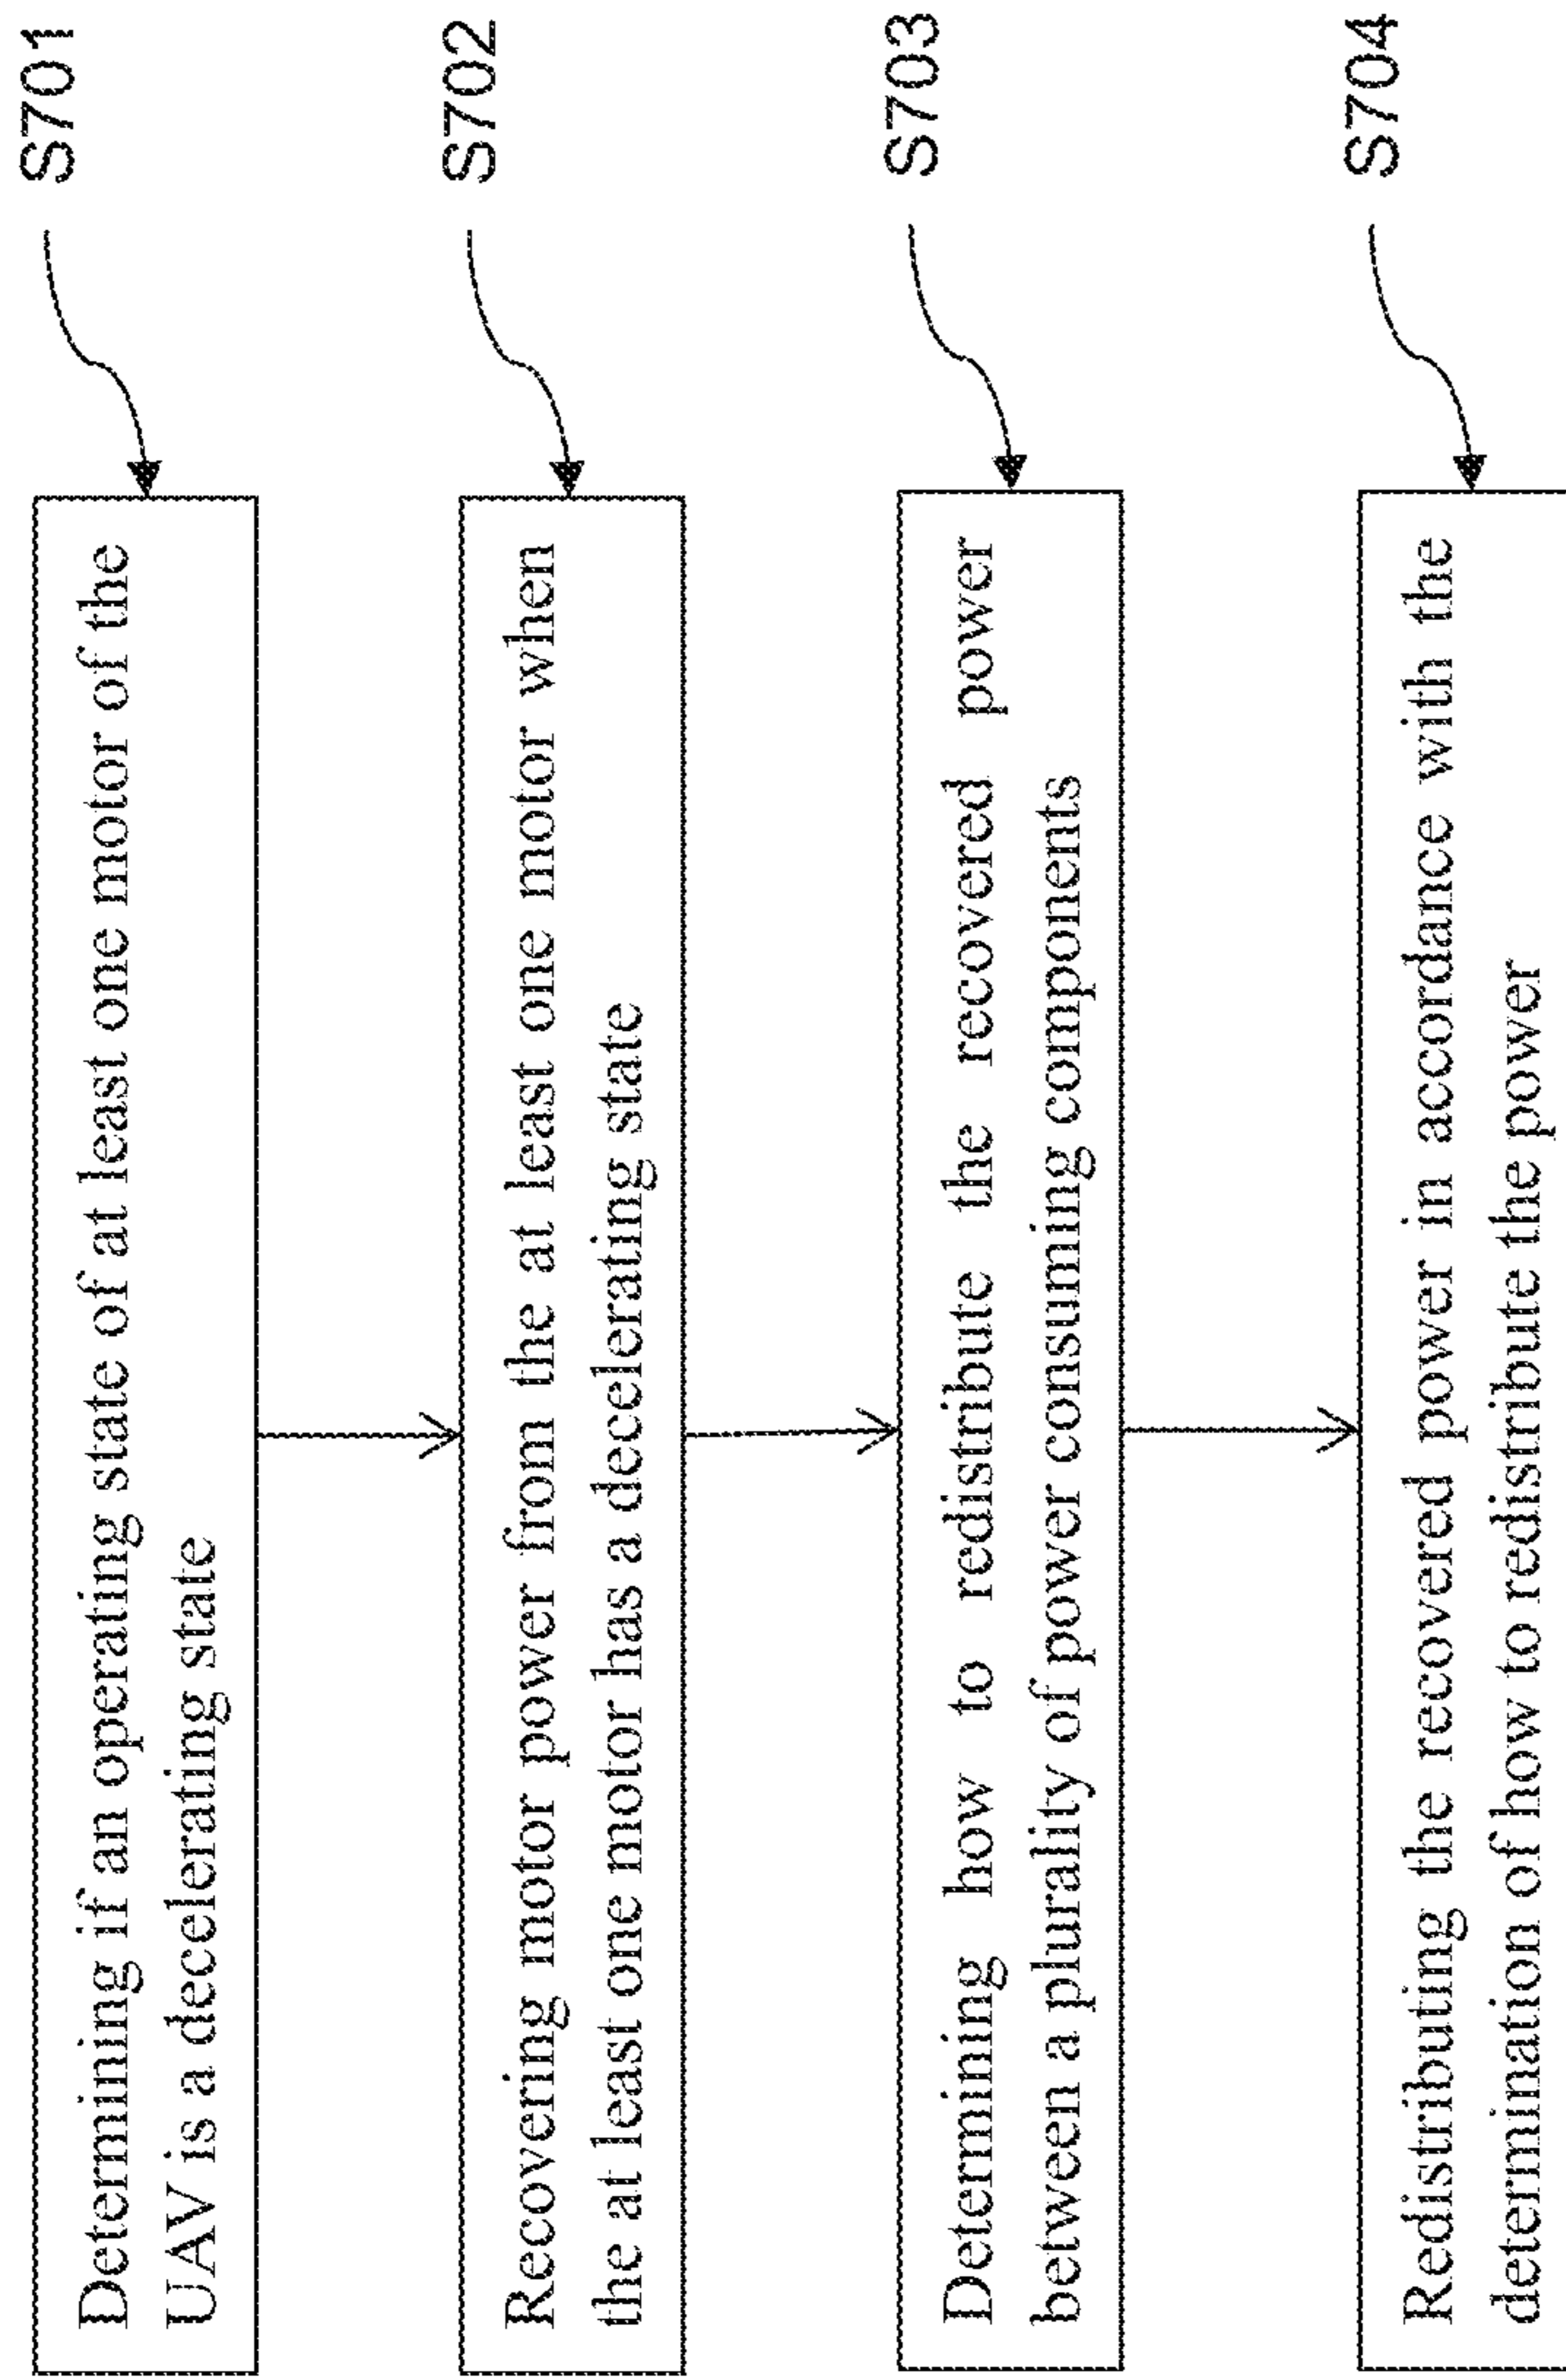 Determining if an operating state of at least one motor of the
UAV is a decelerating state
S701
Recovering motor power from the at least one motor when
the at least one motor has a decelerating state
S702
Determining how to redistribute the recovered power
between a plurality of power consuming components
S703
Redistributing the recovered power in accordance with the
determination of how to redistribute the power
S704